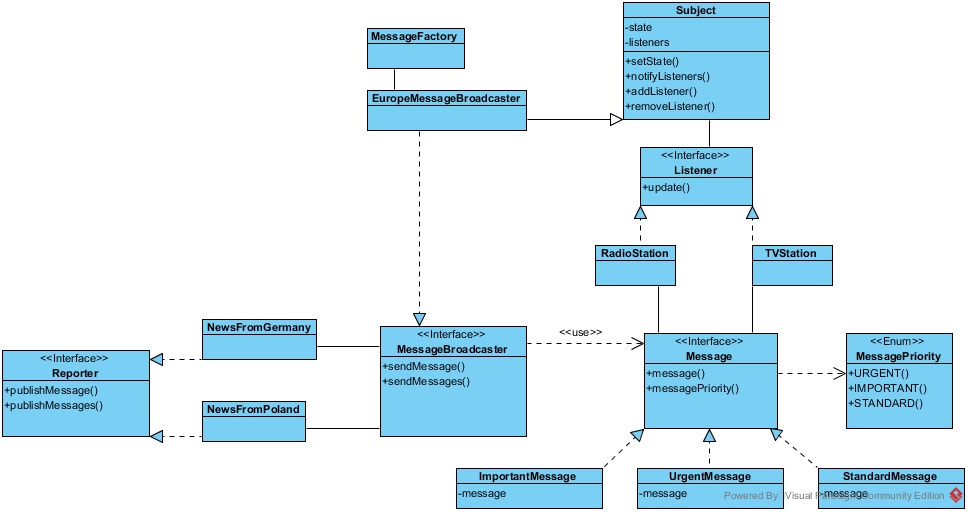 Subject
-state
-listeners
+setState()
+notifyListeners()
+addListener()
+removeListener()
MessageFactory
EuropeMessageBroadcaster
<<Interface>>
Listener
+update()
RadioStation
TVStation
NewsFromGermany
<<Interface>>
Reporter
+publishMessage()
+publishMessages()
NewsFromPoland
<<Interface>>
MessageBroadcaster
+sendMessage()
+sendMessages()
<<use>>
<<Interface>>
Message
+message()
+messagePriority()
<<Enum>>
MessagePriority
+URGENT()
+IMPORTANT()
+STANDARD()
ImportantMessage
-message
UrgentMessage
-message
StandardMessage
-message
Powered By Visual Paradigm Community Edition